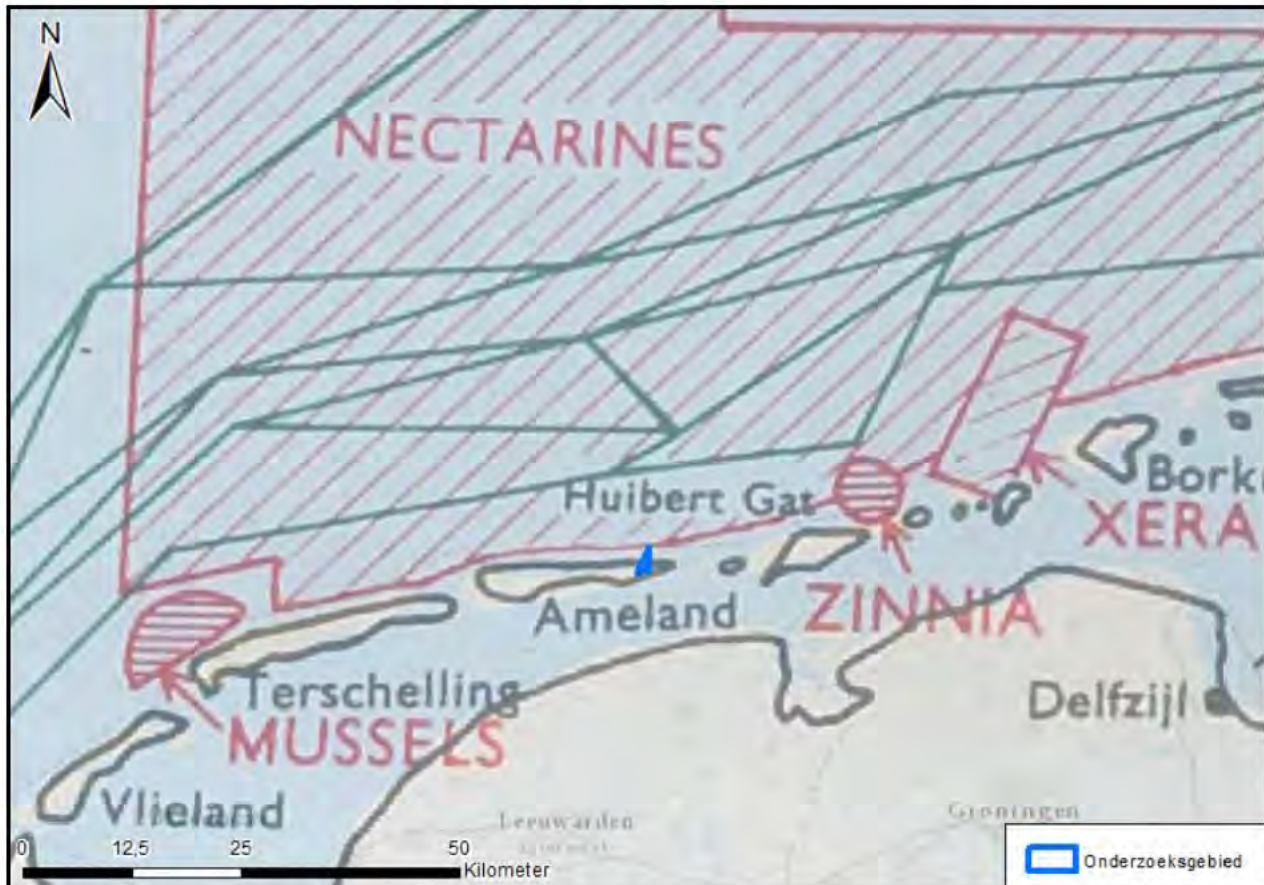 N
NECTARINES
Huibert Gat
Bork
XERA
ZINNIA
Ameland
Terschelling
Delfzijl
MUSSELS
Vlieland
Leeuwarden
Groningen
0 12,5 25 50
Kilometer
Onderzoeksgebied